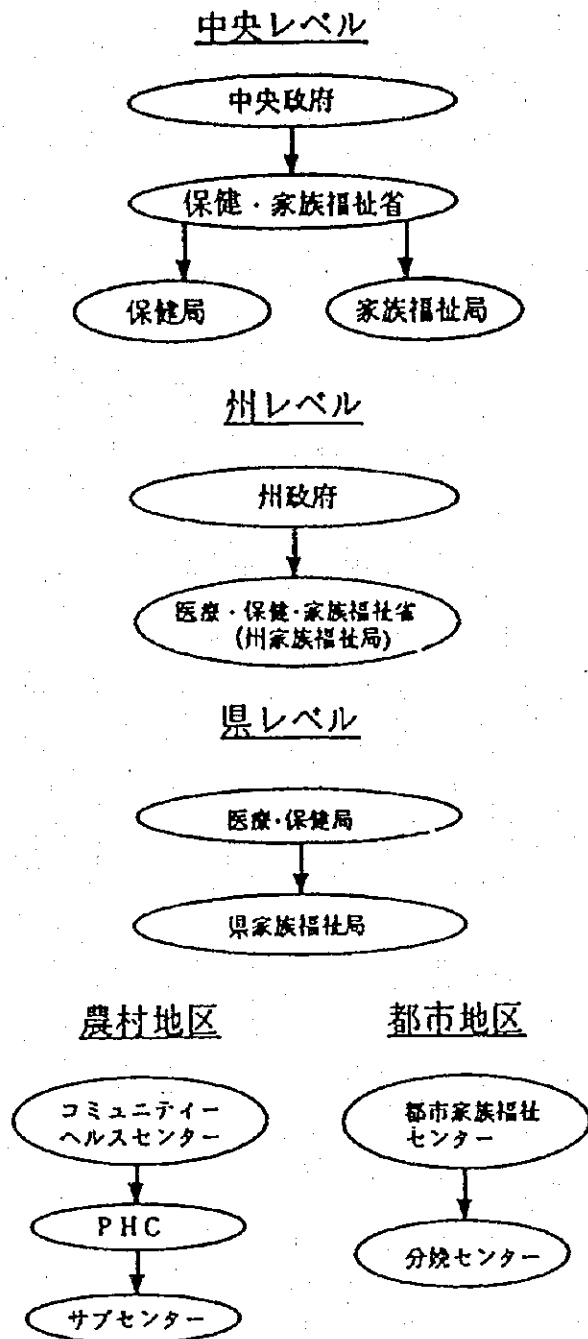 中央レベル
中央政府
保健・家族福祉省
保健局
家族福祉局
州レベル
州政府
医療・保健・家族福祉省
(州家族福祉局)
県レベル
医療・保健局
県家族福祉局
農村地区
都市地区
コミュニティー
ヘルスセンター
都市家族福祉
センター
PHC
分娩センター
サブセンター